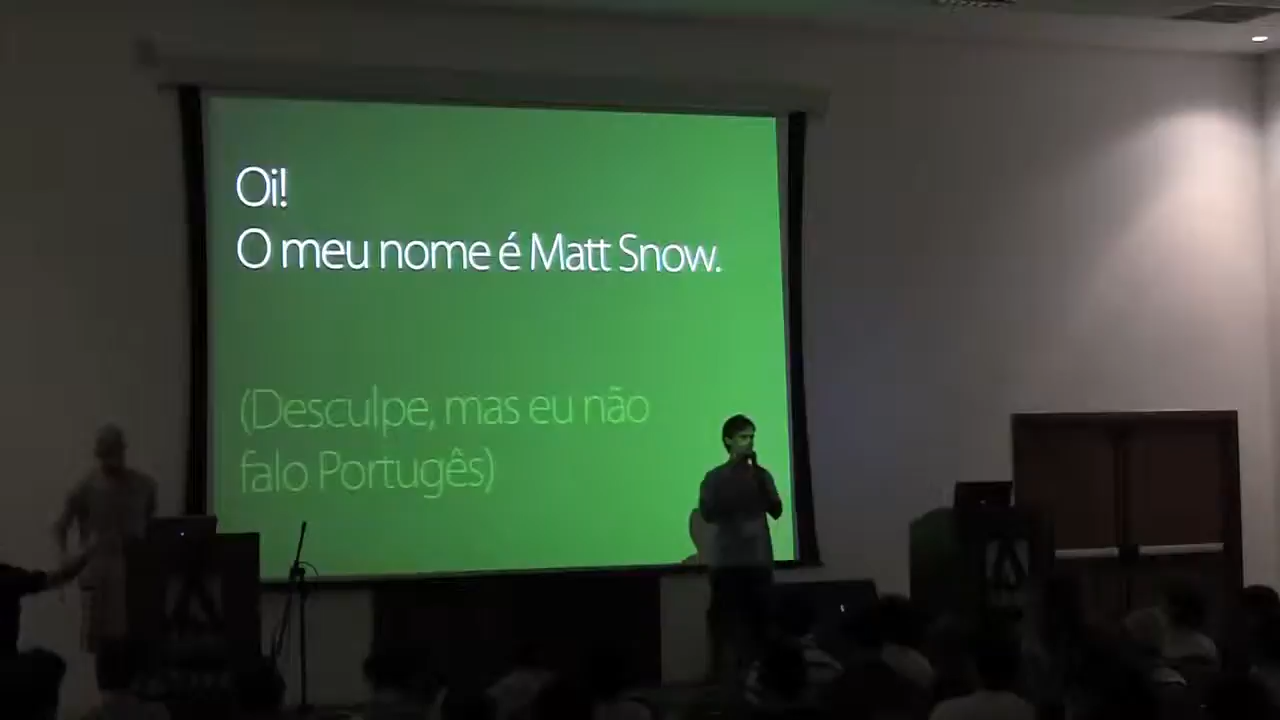 Oi!
O meu nome é Matt Snow.
(Desculpe, mas eu não
falo Portugês)